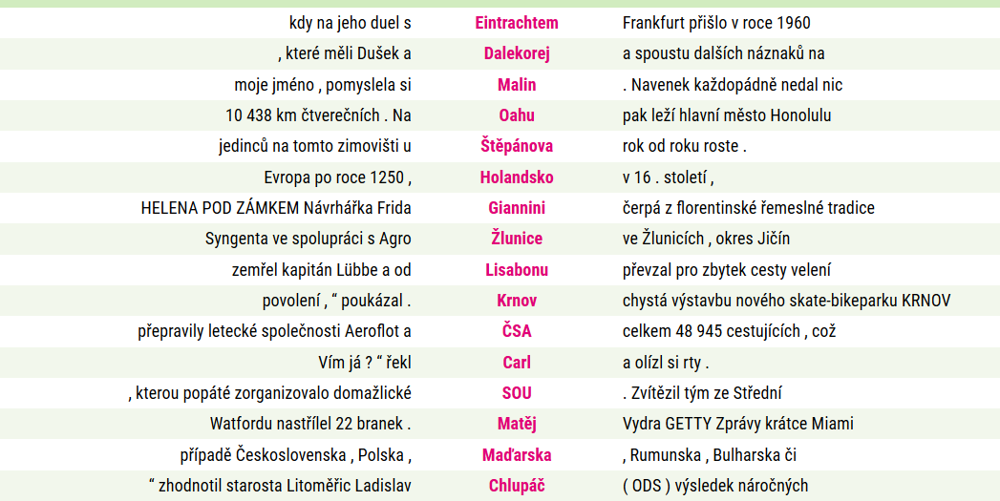 kdy na jeho duel s Eintrachtem Frankfurt přišlo v roce 1960
, které měli Dušek a Dalekorej a spoustu dalších náznaků na
moje jméno , pomyslela si Malin . Navenek každopádně nedal nic
10 438 km čtverečních . Na Oahu pak leží hlavní město Honolulu
jedinců na tomto zimovišti u Štěpánova rok od roku roste .
Evropa po roce 1250 , Holandsko v 16 . století ,
HELENA POD ZÁMKEM Návrhářka Frida Giannini čerpá z florentinské řemeslné tradice
Syngenta ve spolupráci s Agro Žlunice ve Žlunicích , okres Jičín
zemřel kapitán Lübbe a od Lisabonu převzal pro zbytek cesty velení
povolení , “ poukázal . Krnov chystá výstavbu nového skate-bikeparku KRNOV
přepravily letecké společnosti Aeroflot a ČSA celkem 48 945 cestujících , což
Vím já ? “ řekl Carl a olízl si rty .
, kterou popáté zorganizovalo domažlické SOU . Zvítězil tým ze Střední
Watfordu nastřílel 22 branek . Matěj Vydra GETTY Zprávy krátce Miami
případě Československa , Polska , Maďarska , Rumunska , Bulharska či
“ zhodnotil starosta Litoměřic Ladislav Chlupáč ( ODS ) výsledek náročných